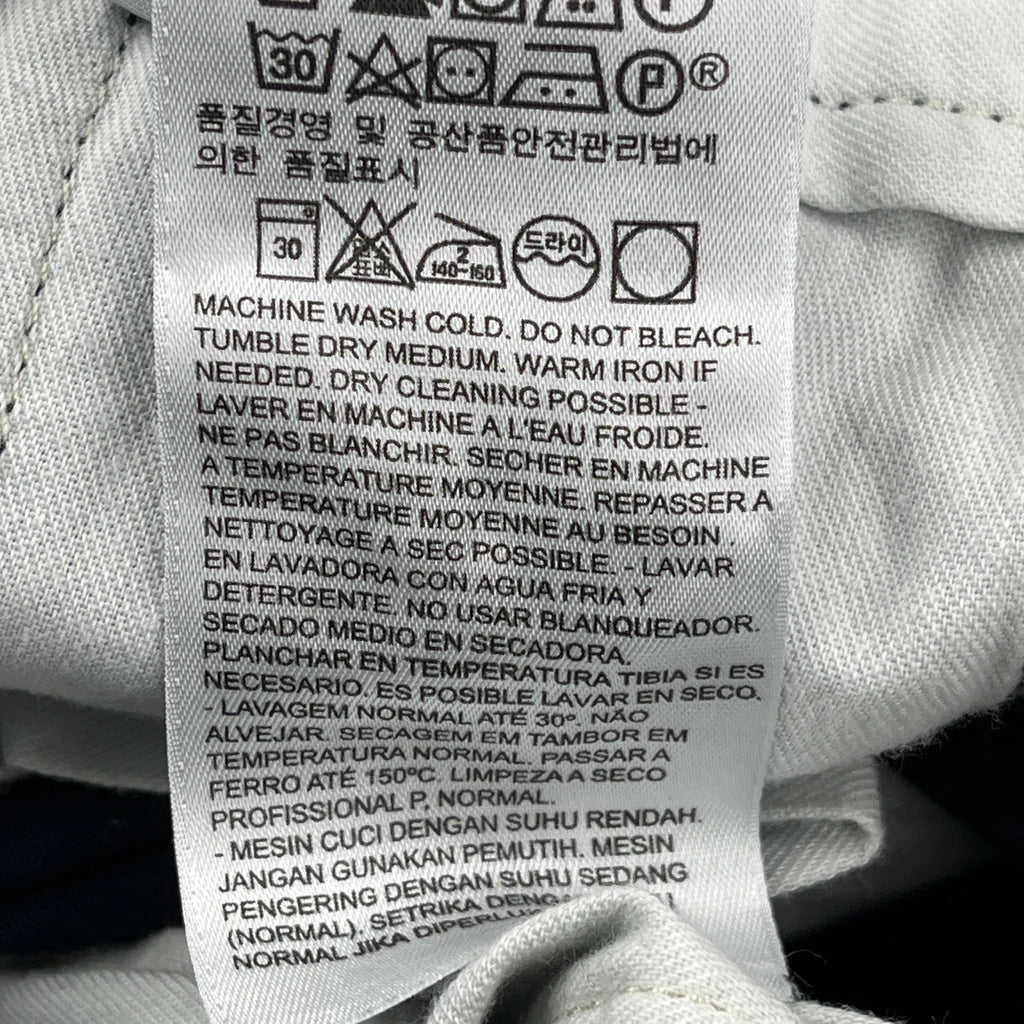 30 P ®
품질경영 및 공산품안전관리법에
의한 품질표시
30 염소표백 2 140-160 드라이
MACHINE WASH COLD. DO NOT BLEACH.
TUMBLE DRY MEDIUM. WARM IRON IF
NEEDED. DRY CLEANING POSSIBLE -
LAVER EN MACHINE A L'EAU FROIDE.
NE PAS BLANCHIR. SECHER EN MACHINE
A TEMPERATURE MOYENNE. REPASSER A
TEMPERATURE MOYENNE AU BESOIN .
NETTOYAGE A SEC POSSIBLE. - LAVAR
EN LAVADORA CON AGUA FRIA Y
DETERGENTE. NO USAR BLANQUEADOR.
SECADO MEDIO EN SECADORA.
PLANCHAR EN TEMPERATURA TIBIA SI ES
NECESARIO. ES POSIBLE LAVAR EN SECO.
- LAVAGEM NORMAL ATÉ 30º. NÃO
ALVEJAR. SECAGEM EM TAMBOR EM
TEMPERATURA NORMAL. PASSAR A
FERRO ATÉ 150ºC. LIMPEZA A SECO
PROFISSIONAL P. NORMAL.
- MESIN CUCI DENGAN SUHU RENDAH.
JANGAN GUNAKAN PEMUTIH. MESIN
PENGERING DENGAN SUHU SEDANG
(NORMAL). SETRIKA
NORMAL JIKA